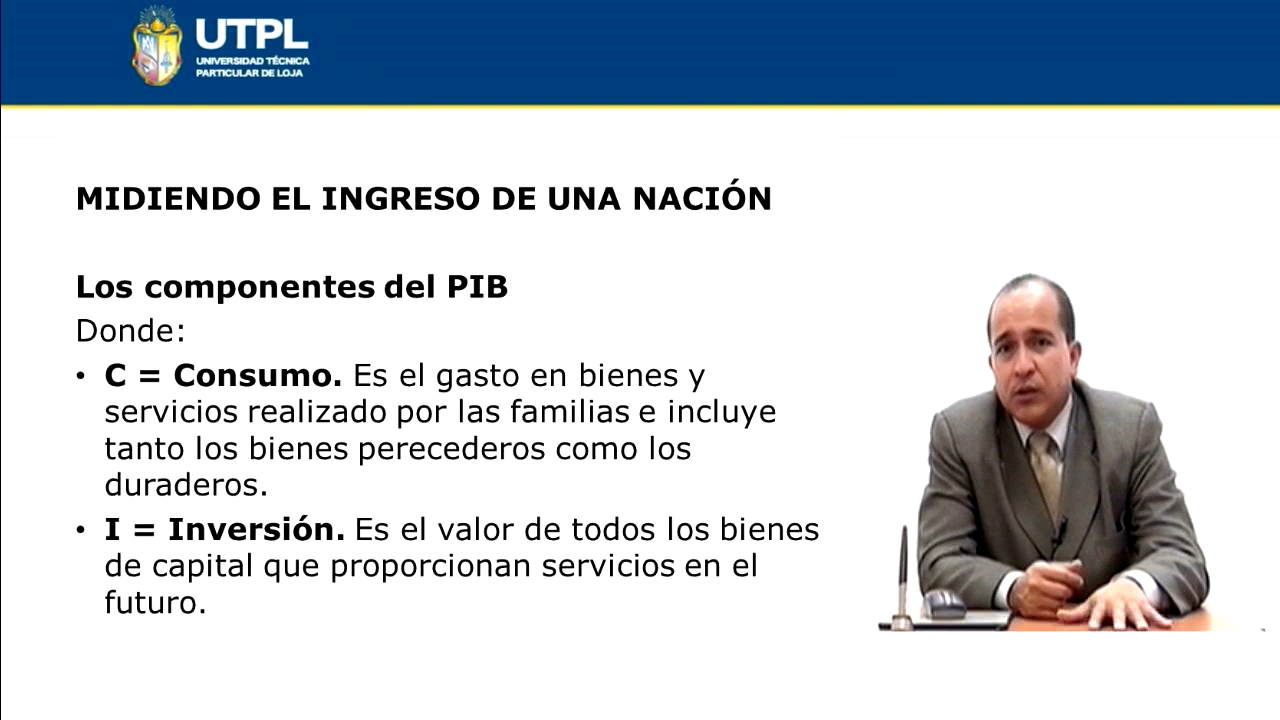 UTPL
UNIVERSIDAD TÉCNICA
PARTICULAR DE LOJA
MIDIENDO EL INGRESO DE UNA NACIÓN
Los componentes del PIB
Donde:
• C = Consumo. Es el gasto en bienes y
servicios realizado por las familias e incluye
tanto los bienes perecederos como los
duraderos.
• I = Inversión. Es el valor de todos los bienes
de capital que proporcionan servicios en el
futuro.